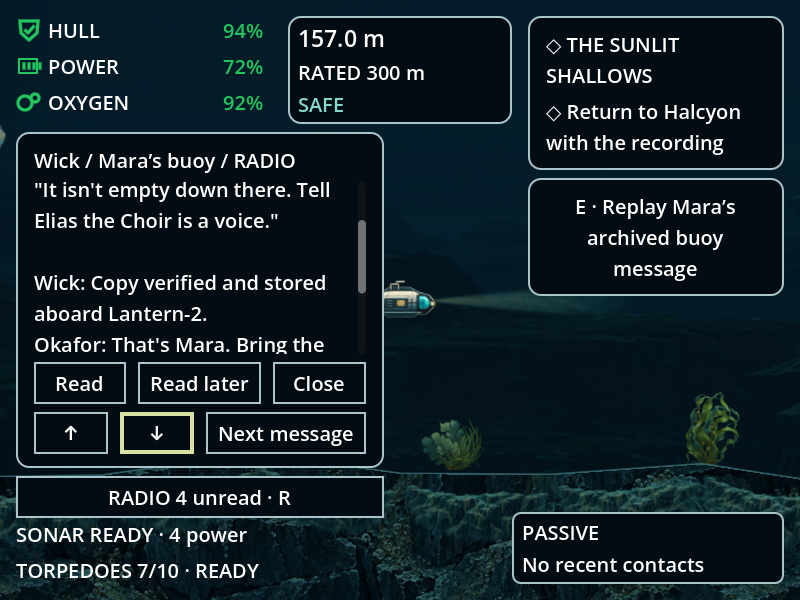 HULL 94%
POWER 72%
OXYGEN 92%
157.0 m
RATED 300 m
SAFE
◇ THE SUNLIT
SHALLOWS
◇ Return to Halcyon
with the recording
E · Replay Mara’s
archived buoy
message
Wick / Mara’s buoy / RADIO
"It isn't empty down there. Tell
Elias the Choir is a voice."
Wick: Copy verified and stored
aboard Lantern-2.
Okafor: That's Mara. Bring the
Read Read later Close
↑ ↓ Next message
RADIO 4 unread · R
SONAR READY · 4 power
TORPEDOES 7/10 · READY
PASSIVE
No recent contacts